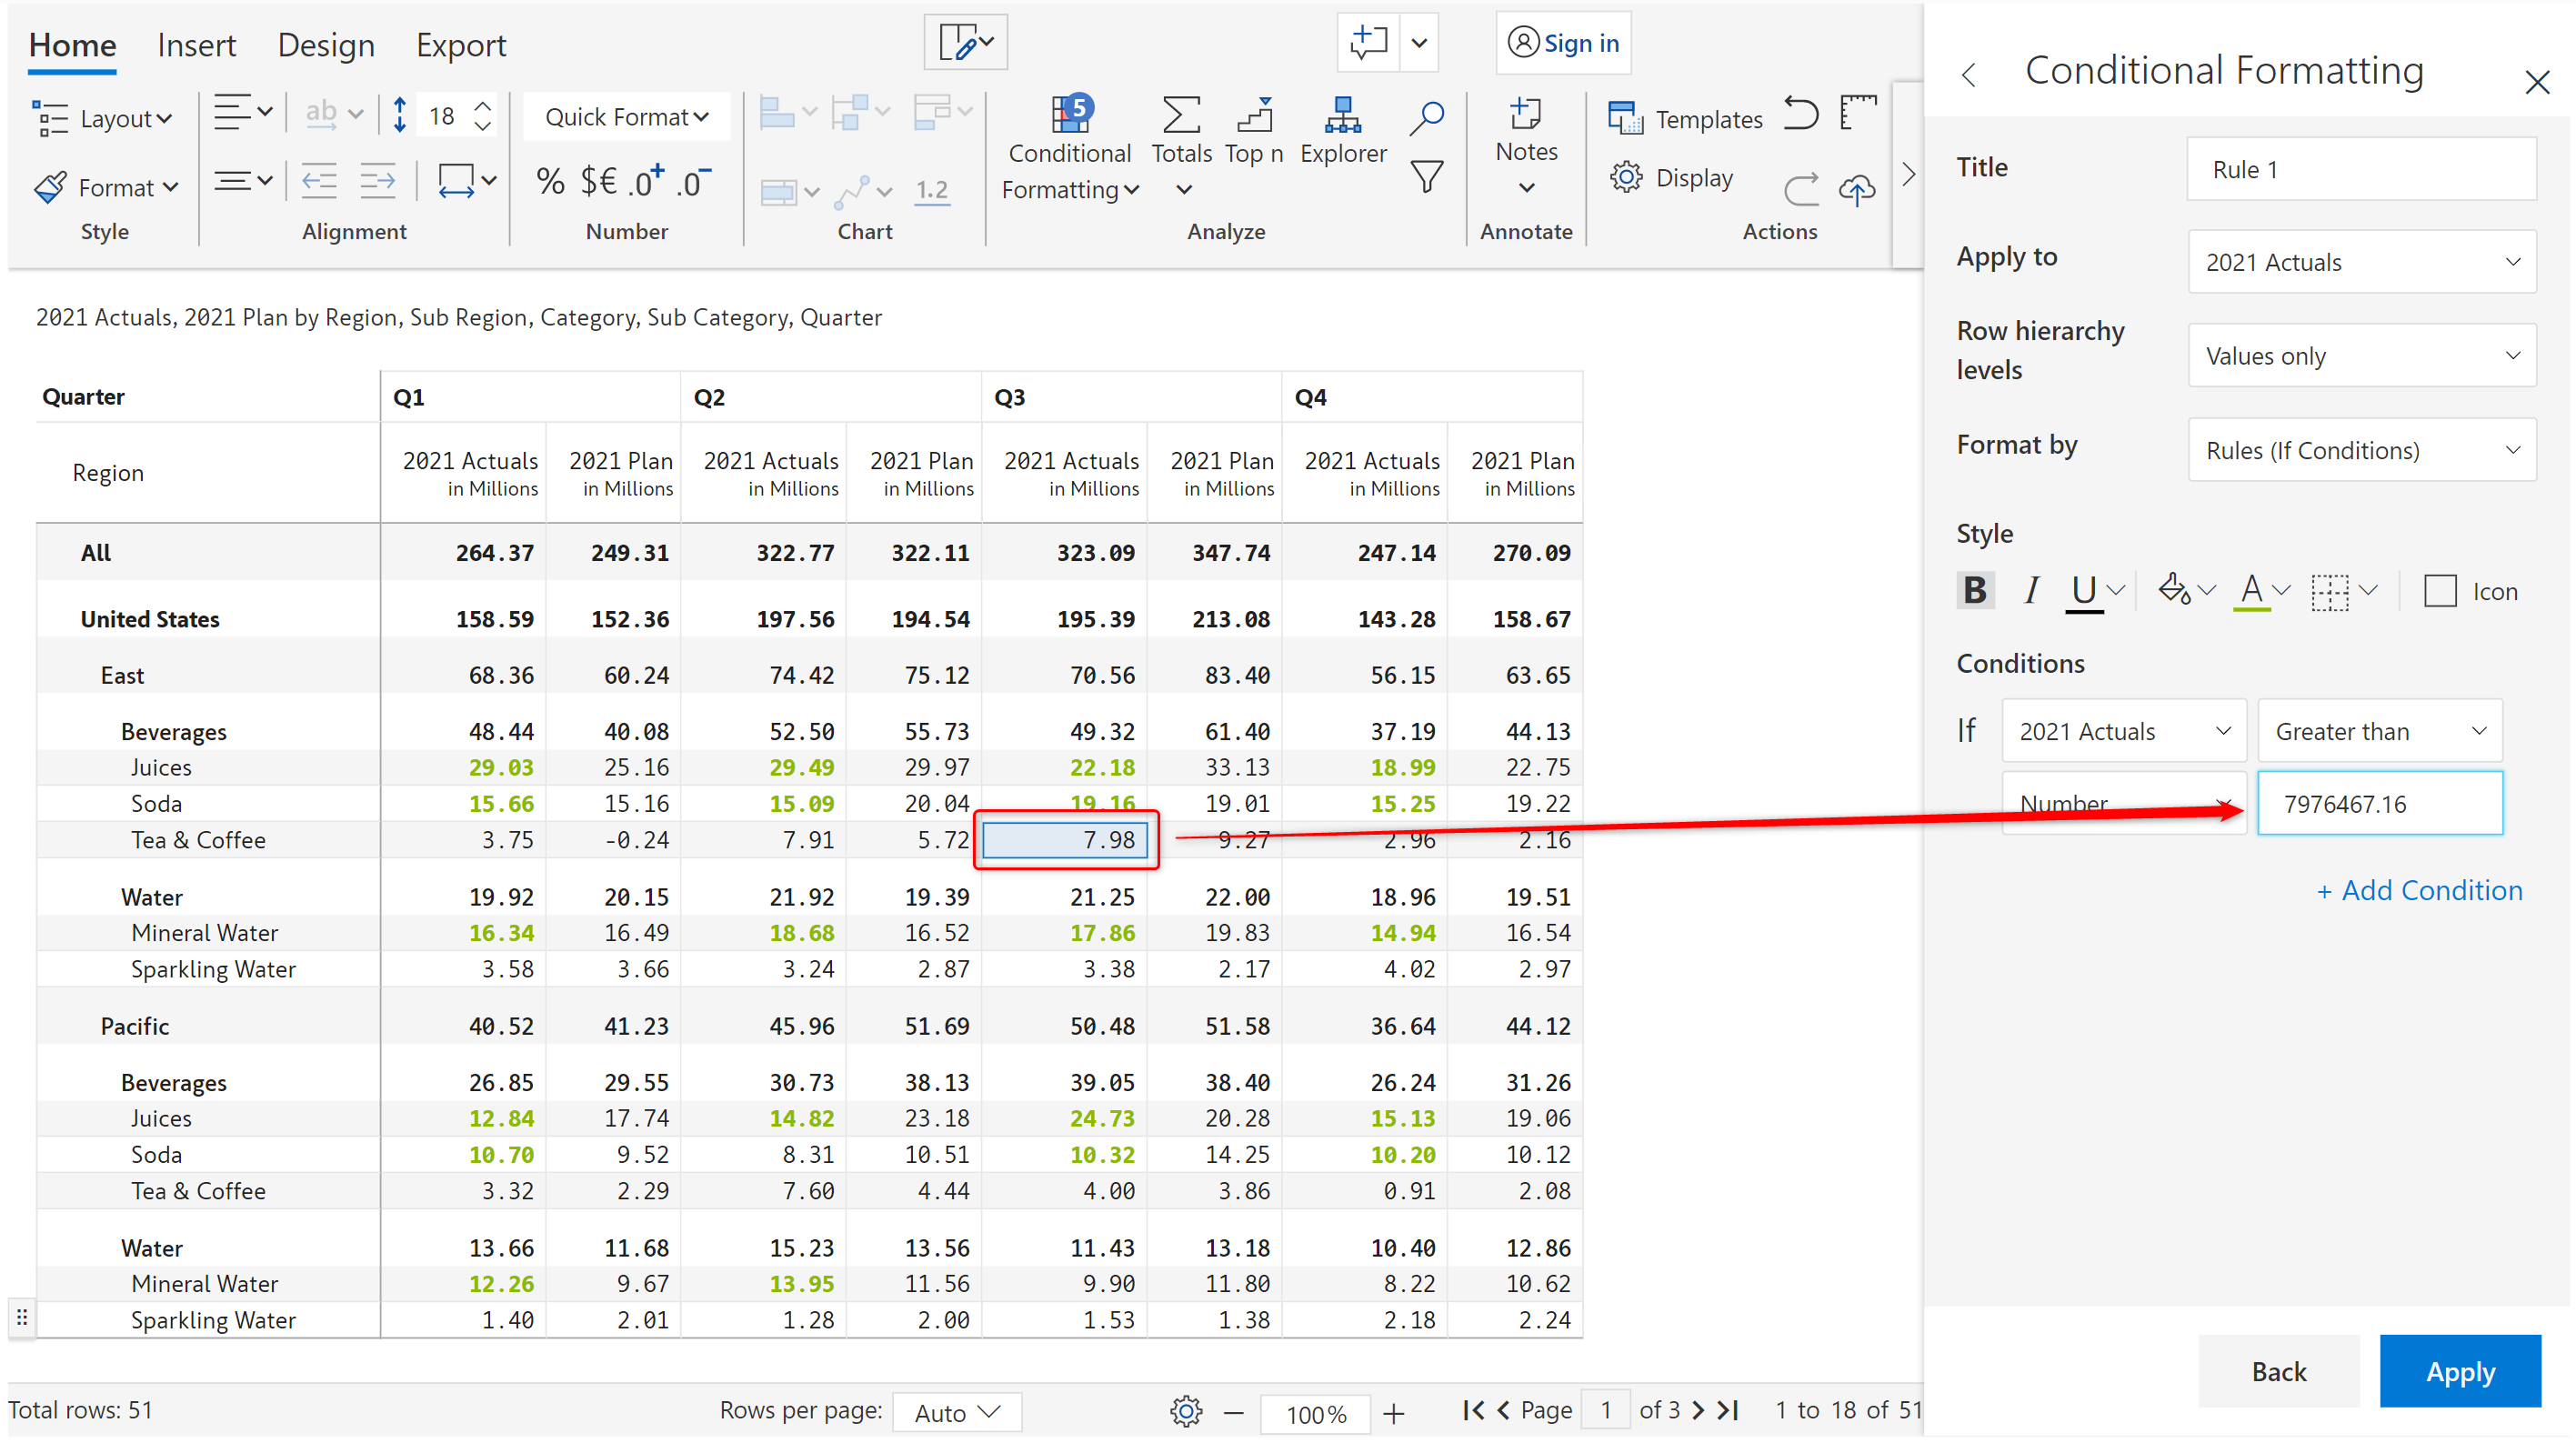 Home Insert Design Export Sign in
Layout ab 18 Quick Format 5 Conditional Formatting Totals Top n Explorer Notes Templates
Format % $€ .0+ .0- 1.2 Display
Style Alignment Number Chart Analyze Annotate Actions
2021 Actuals, 2021 Plan by Region, Sub Region, Category, Sub Category, Quarter
Quarter Q1 Q2 Q3 Q4
Region 2021 Actuals 2021 Plan 2021 Actuals 2021 Plan 2021 Actuals 2021 Plan 2021 Actuals 2021 Plan
in Millions in Millions in Millions in Millions in Millions in Millions in Millions in Millions
All 264.37 249.31 322.77 322.11 323.09 347.74 247.14 270.09
United States 158.59 152.36 197.56 194.54 195.39 213.08 143.28 158.67
East 68.36 60.24 74.42 75.12 70.56 83.40 56.15 63.65
Beverages 48.44 40.08 52.50 55.73 49.32 61.40 37.19 44.13
Juices 29.03 25.16 29.49 29.97 22.18 33.13 18.99 22.75
Soda 15.66 15.16 15.09 20.04 19.16 19.01 15.25 19.22
Tea & Coffee 3.75 -0.24 7.91 5.72 7.98 9.27 2.96 2.16
Water 19.92 20.15 21.92 19.39 21.25 22.00 18.96 19.51
Mineral Water 16.34 16.49 18.68 16.52 17.86 19.83 14.94 16.54
Sparkling Water 3.58 3.66 3.24 2.87 3.38 2.17 4.02 2.97
Pacific 40.52 41.23 45.96 51.69 50.48 51.58 36.64 44.12
Beverages 26.85 29.55 30.73 38.13 39.05 38.40 26.24 31.26
Juices 12.84 17.74 14.82 23.18 24.73 20.28 15.13 19.06
Soda 10.70 9.52 8.31 10.51 10.32 14.25 10.20 10.12
Tea & Coffee 3.32 2.29 7.60 4.44 4.00 3.86 0.91 2.08
Water 13.66 11.68 15.23 13.56 11.43 13.18 10.40 12.86
Mineral Water 12.26 9.67 13.95 11.56 9.90 11.80 8.22 10.62
Sparkling Water 1.40 2.01 1.28 2.00 1.53 1.38 2.18 2.24
Total rows: 51 Rows per page: Auto 100% Page 1 of 3 1 to 18 of 51
Conditional Formatting
Title Rule 1
Apply to 2021 Actuals
Row hierarchy levels Values only
Format by Rules (If Conditions)
Style
B I U A Icon
Conditions
If 2021 Actuals Greater than
Number 7976467.16
+ Add Condition
Back Apply